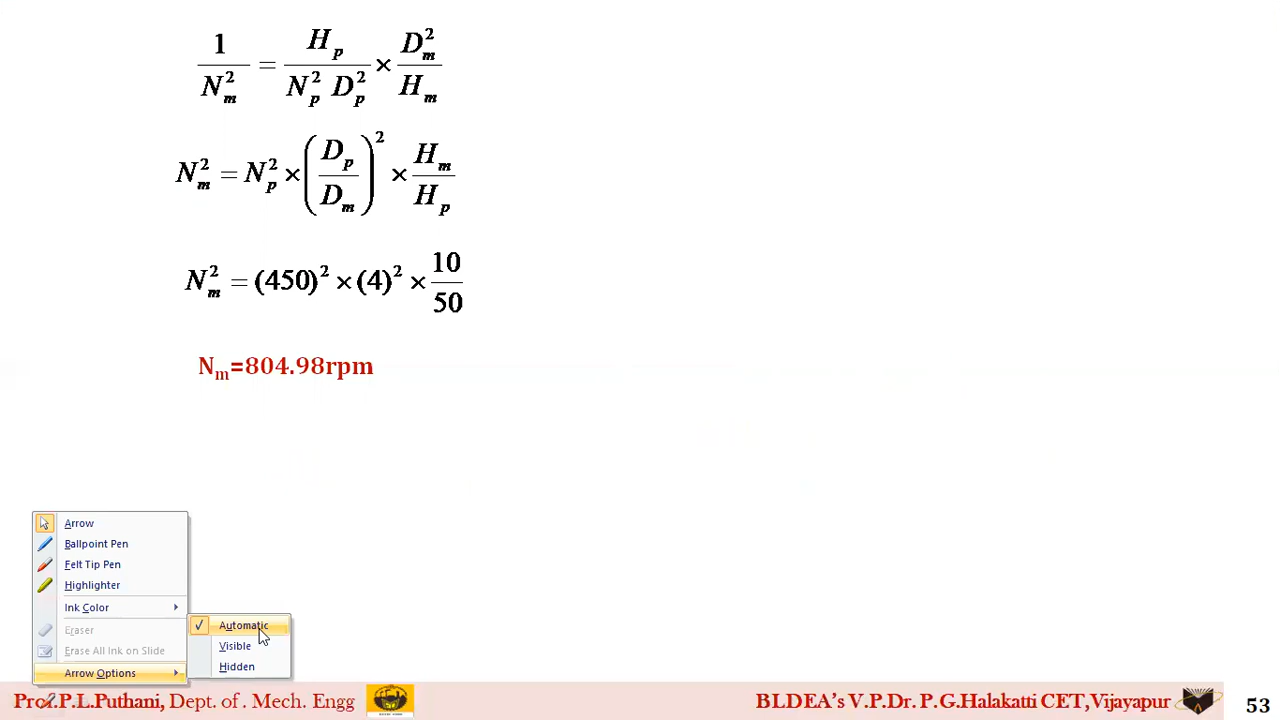 1/N_m^2 = H_p/(N_p^2 D_p^2) × D_m^2/H_m
N_m^2 = N_p^2 × (D_p/D_m)^2 × H_m/H_p
N_m^2 = (450)^2 × (4)^2 × 10/50
N_m=804.98rpm
Arrow
Ballpoint Pen
Felt Tip Pen
Highlighter
Ink Color
Eraser
Erase All Ink on Slide
Arrow Options
Automatic
Visible
Hidden
Prof.P.L.Puthani, Dept. of . Mech. Engg
BLDEA's V.P.Dr. P.G.Halakatti CET,Vijayapur
53